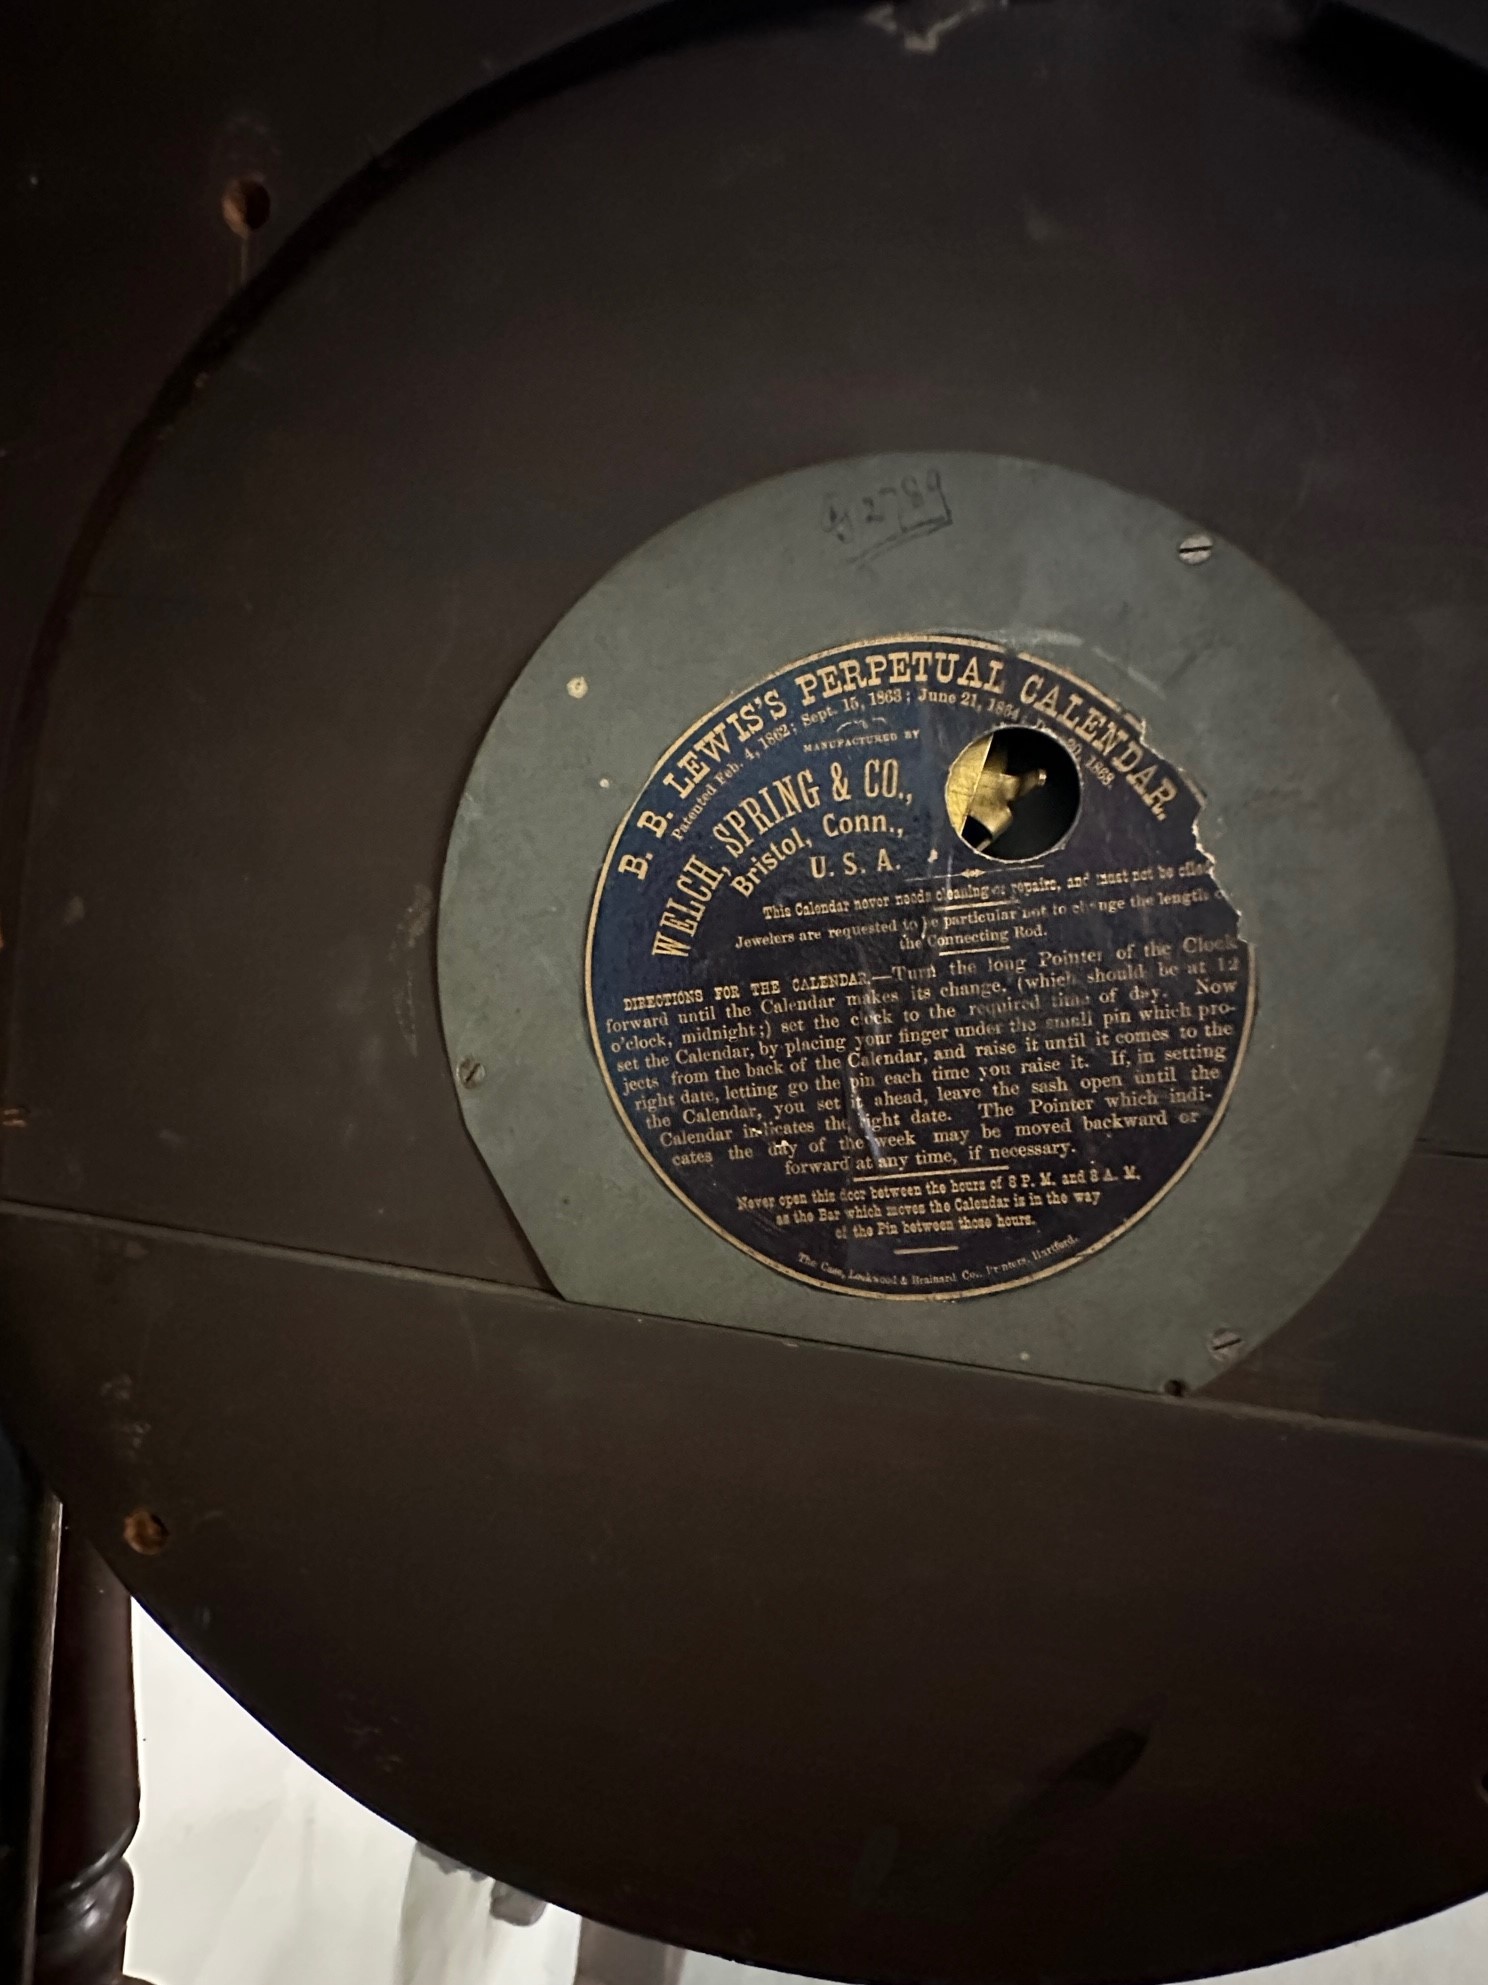 2789
B. B. LEWIS'S PERPETUAL CALENDAR.
Patented Feb. 4, 1862; Sept. 15, 1863; June 21, 1864; 1868.
MANUFACTURED BY
WELCH, SPRING & CO.,
Bristol, Conn.,
U. S. A.
This Calendar never needs cleaning or repairs, and must not be
Jewelers are requested to be particular not to change the length
the Connecting Rod.
DIRECTIONS FOR THE CALENDAR.—Turn the long Pointer of the Clock
forward until the Calendar makes its change, (which should be at 12
o'clock, midnight;) set the clock to the required time of day. Now
set the Calendar, by placing your finger under the small pin which pro-
jects from the back of the Calendar, and raise it until it comes to the
right date, letting go the pin each time you raise it. If, in setting
the Calendar, you set it ahead, leave the sash open until the
Calendar indicates the right date. The Pointer which indi-
cates the day of the week may be moved backward or
forward at any time, if necessary.
Never open this door between the hours of 8 P. M. and 8 A. M.
as the Bar which moves the Calendar is in the way
of the Pin between those hours.
The Case, Lockwood & Brainard Co., Printers, Hartford.